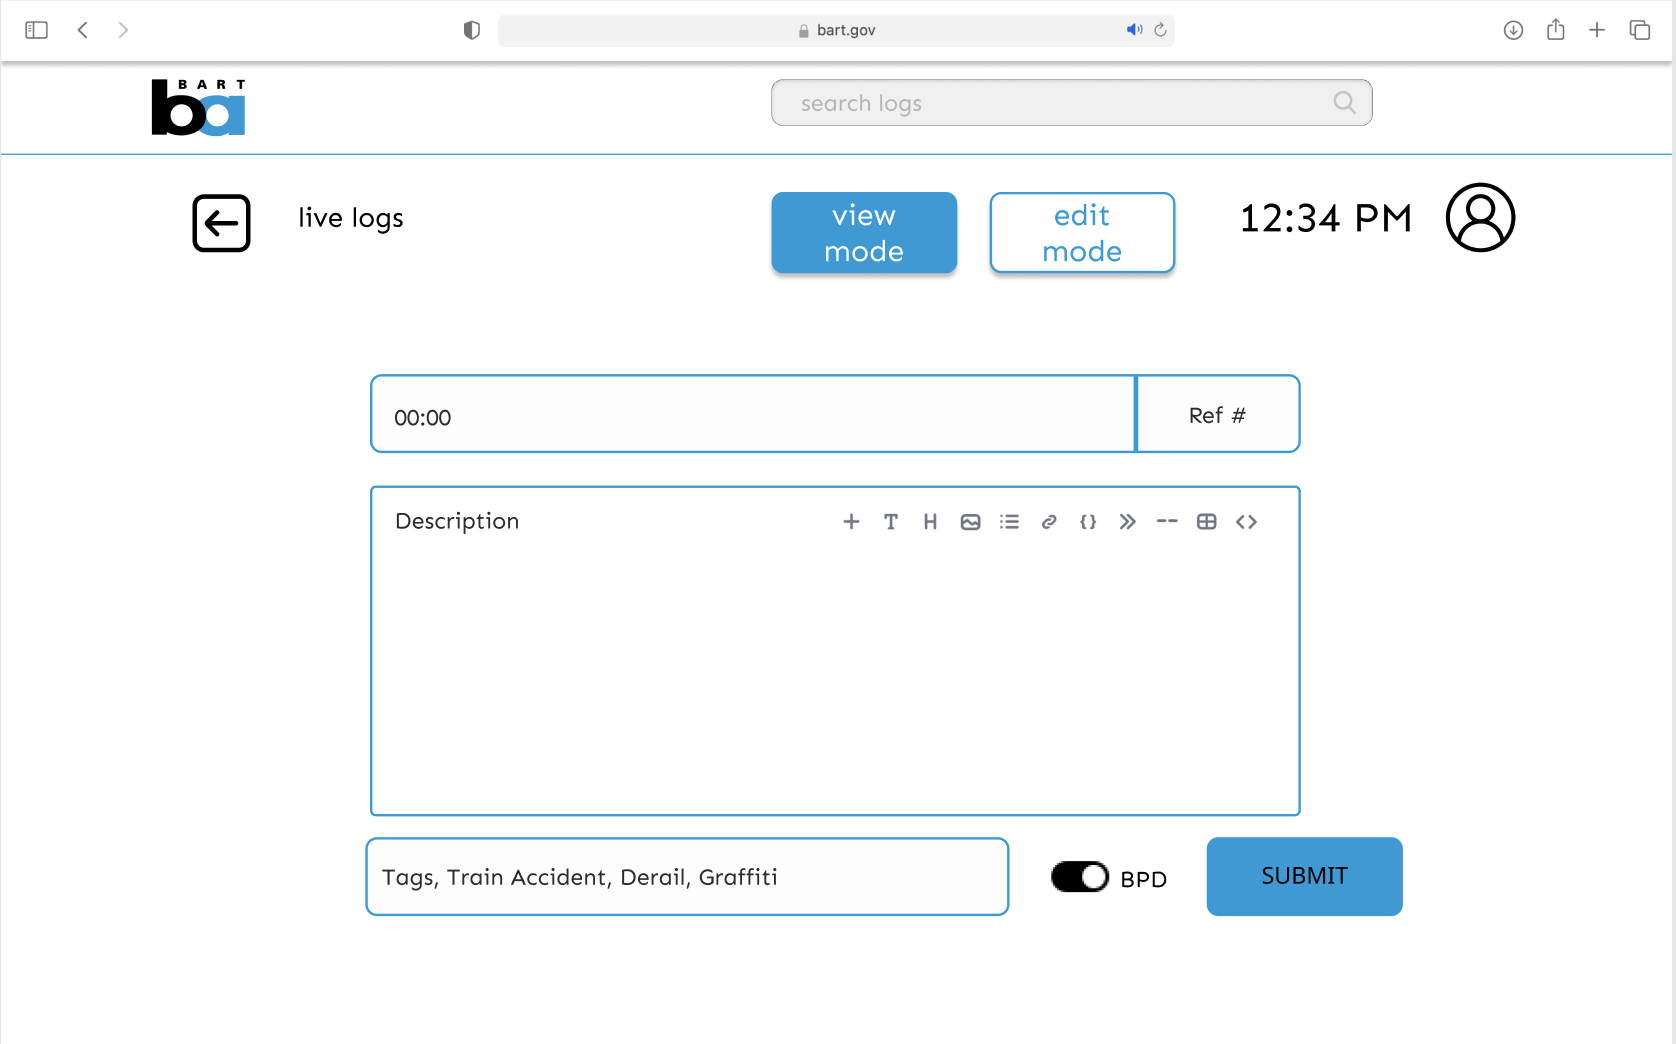 bart.gov
BART
ba
search logs
live logs
view
mode
edit
mode
12:34 PM
00:00
Ref #
Description
Tags, Train Accident, Derail, Graffiti
BPD
SUBMIT